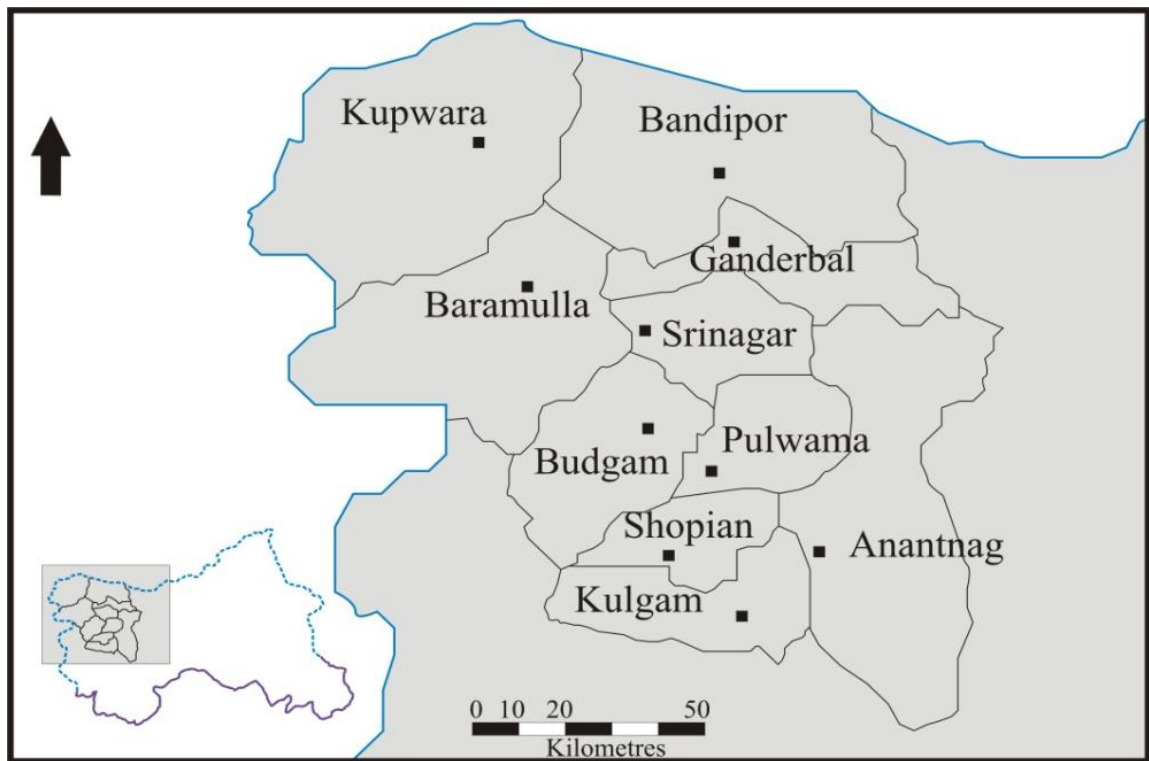 Kupwara
Bandipor
Ganderbal
Baramulla
Srinagar
Pulwama
Budgam
Shopian
Anantnag
Kulgam
0 10 20 50
Kilometres